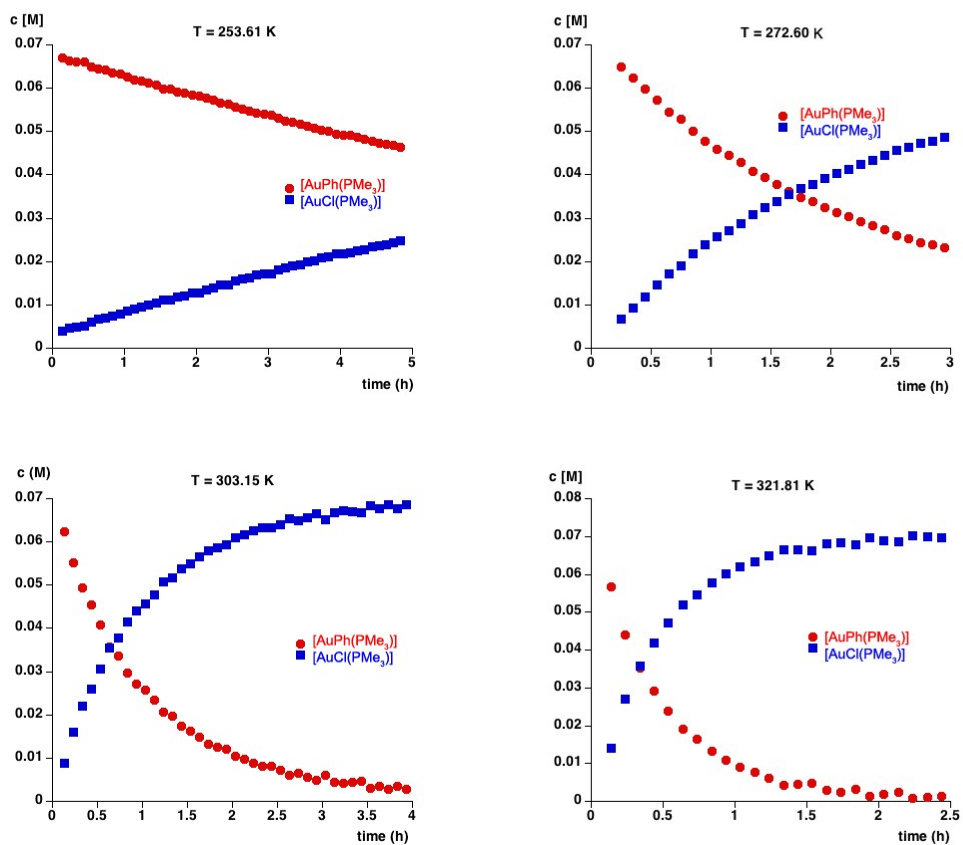 c [M]
T = 253.61 K
0.07
0.06
0.05
0.04
0.03
0.02
0.01
0
[AuPh(PMe₃)]
[AuCl(PMe₃)]
0 1 2 3 4 5
time (h)
c [M]
T = 272.60 K
0.07
0.06
0.05
0.04
0.03
0.02
0.01
0
[AuPh(PMe₃)]
[AuCl(PMe₃)]
0 0.5 1 1.5 2 2.5 3
time (h)
c (M)
T = 303.15 K
0.07
0.06
0.05
0.04
0.03
0.02
0.01
0
[AuPh(PMe₃)]
[AuCl(PMe₃)]
0 0.5 1 1.5 2 2.5 3 3.5 4
time (h)
c [M]
T = 321.81 K
0.08
0.07
0.06
0.05
0.04
0.03
0.02
0.01
0
[AuPh(PMe₃)]
[AuCl(PMe₃)]
0 0.5 1 1.5 2 2.5
time (h)